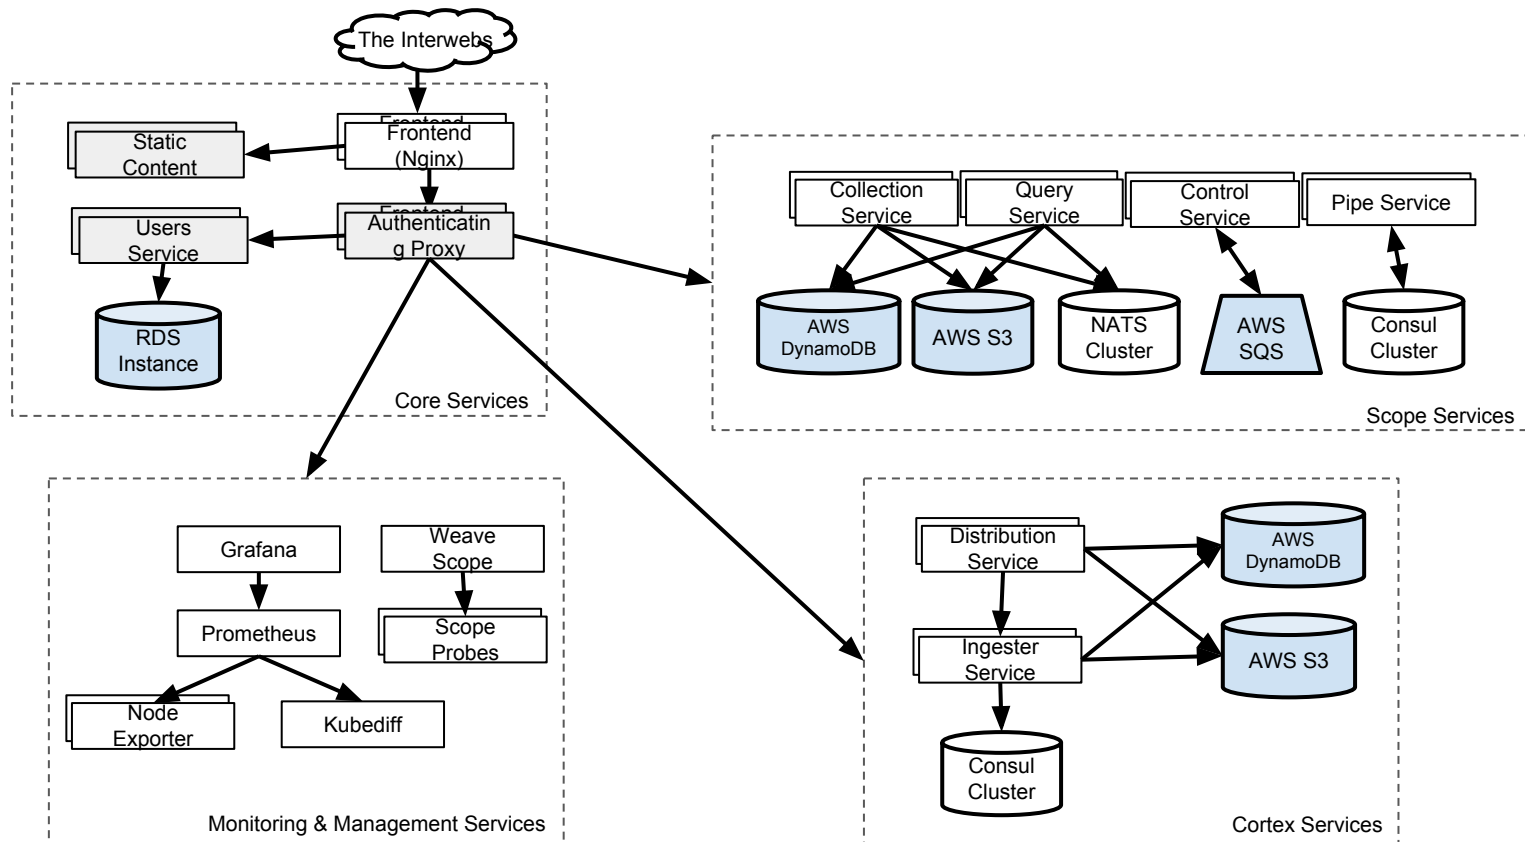 The Interwebs
Frontend
Frontend
(Nginx)
Static
Content
Frontend
Authenticatin
g Proxy
Users
Service
RDS
Instance
Core Services
Collection
Service
Query
Service
Control
Service
Pipe Service
AWS
DynamoDB
AWS S3
NATS
Cluster
AWS
SQS
Consul
Cluster
Scope Services
Grafana
Weave
Scope
Prometheus
Scope
Probes
Node
Exporter
Kubediff
Monitoring & Management Services
Distribution
Service
AWS
DynamoDB
Ingester
Service
AWS S3
Consul
Cluster
Cortex Services